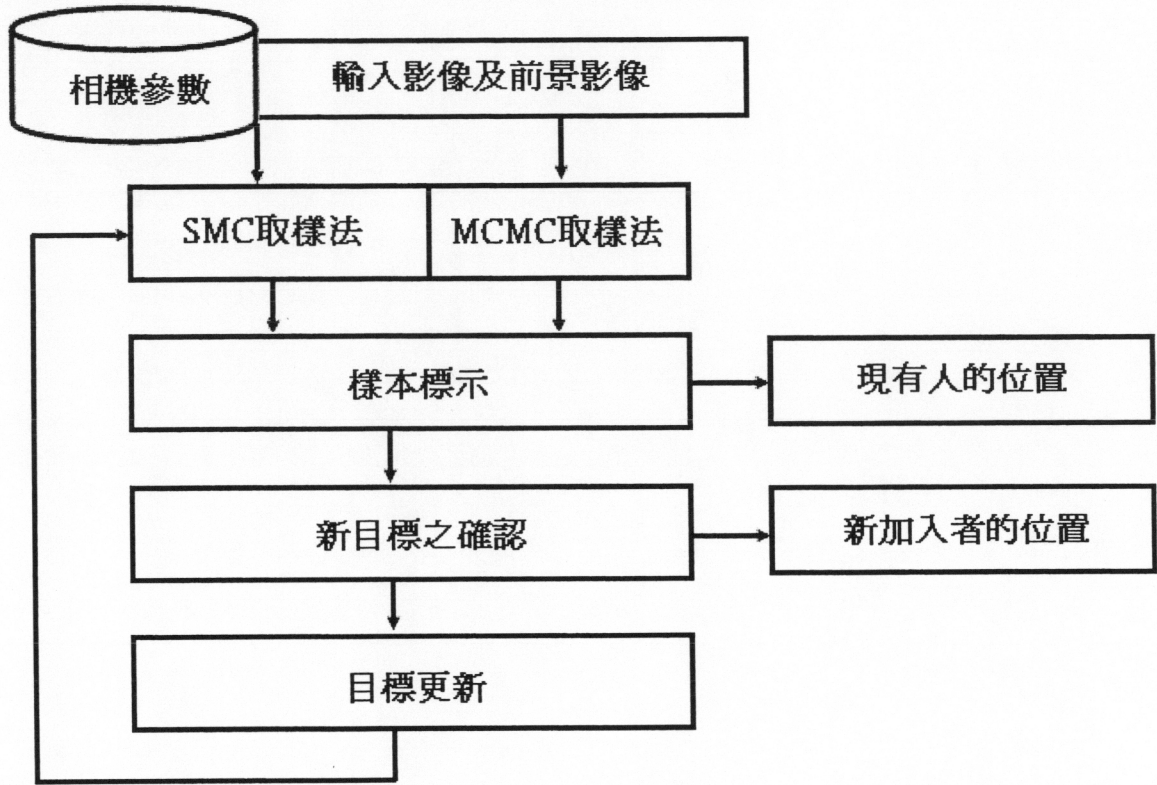 相機參數
輸入影像及前景影像
SMC取樣法
MCMC取樣法
樣本標示
現有人的位置
新目標之確認
新加入者的位置
目標更新